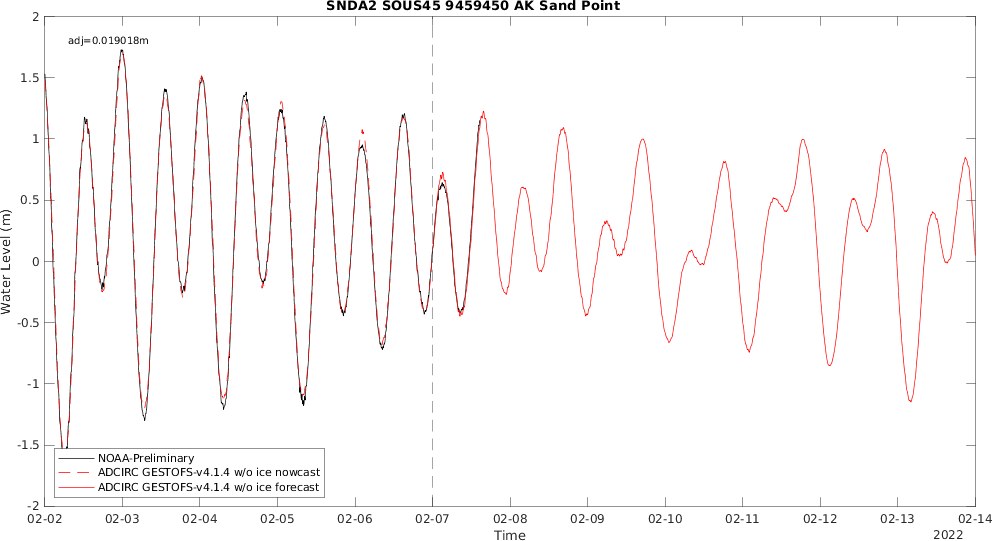 SNDA2 SOUS45 9459450 AK Sand Point
adj=0.019018m
2
1.5
1
0.5
0
-0.5
-1
-1.5
-2
Water Level (m)
NOAA-Preliminary
ADCIRC GESTOFS-v4.1.4 w/o ice nowcast
ADCIRC GESTOFS-v4.1.4 w/o ice forecast
02-02 02-03 02-04 02-05 02-06 02-07 02-08 02-09 02-10 02-11 02-12 02-13 02-14
Time
2022